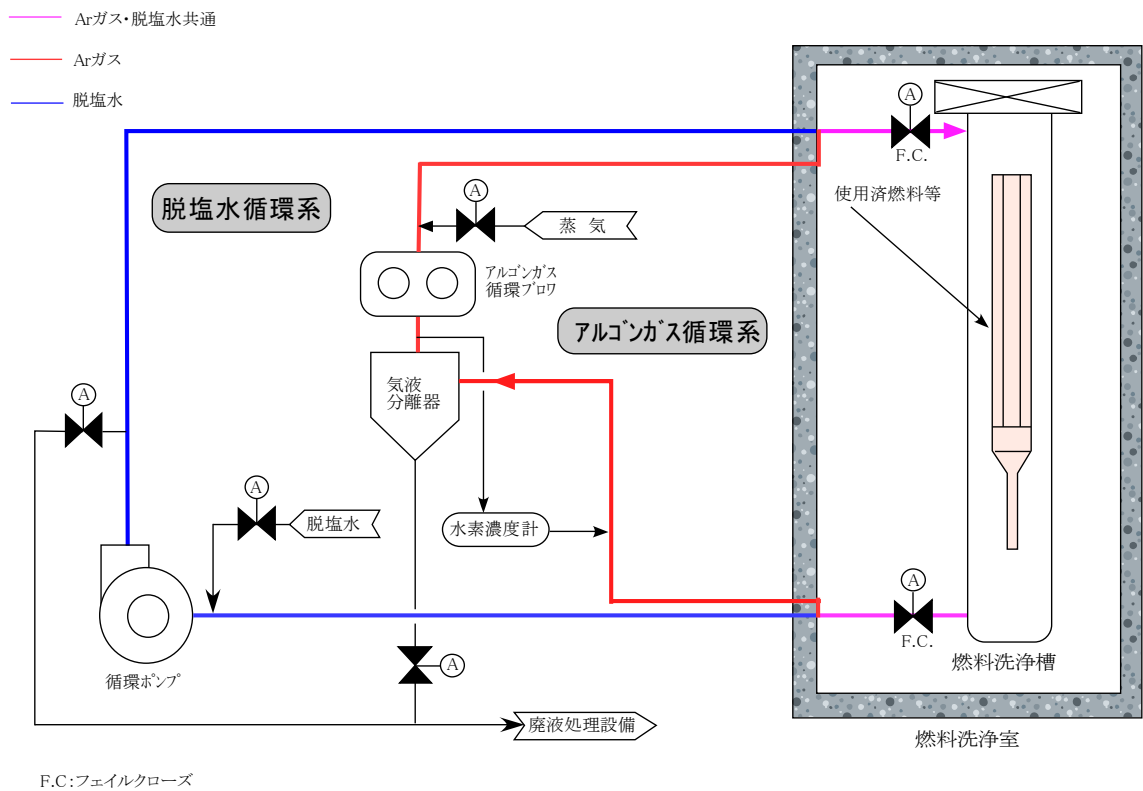 Arガス・脱塩水共通
Arガス
脱塩水
A
F.C.
脱塩水循環系
A
蒸 気
使用済燃料等
アルゴンガス
循環ブロワ
アルゴンガス循環系
気液
分離器
A
A
脱塩水
水素濃度計
A
F.C.
燃料洗浄槽
A
循環ポンプ
廃液処理設備
燃料洗浄室
F.C:フェイルクローズ